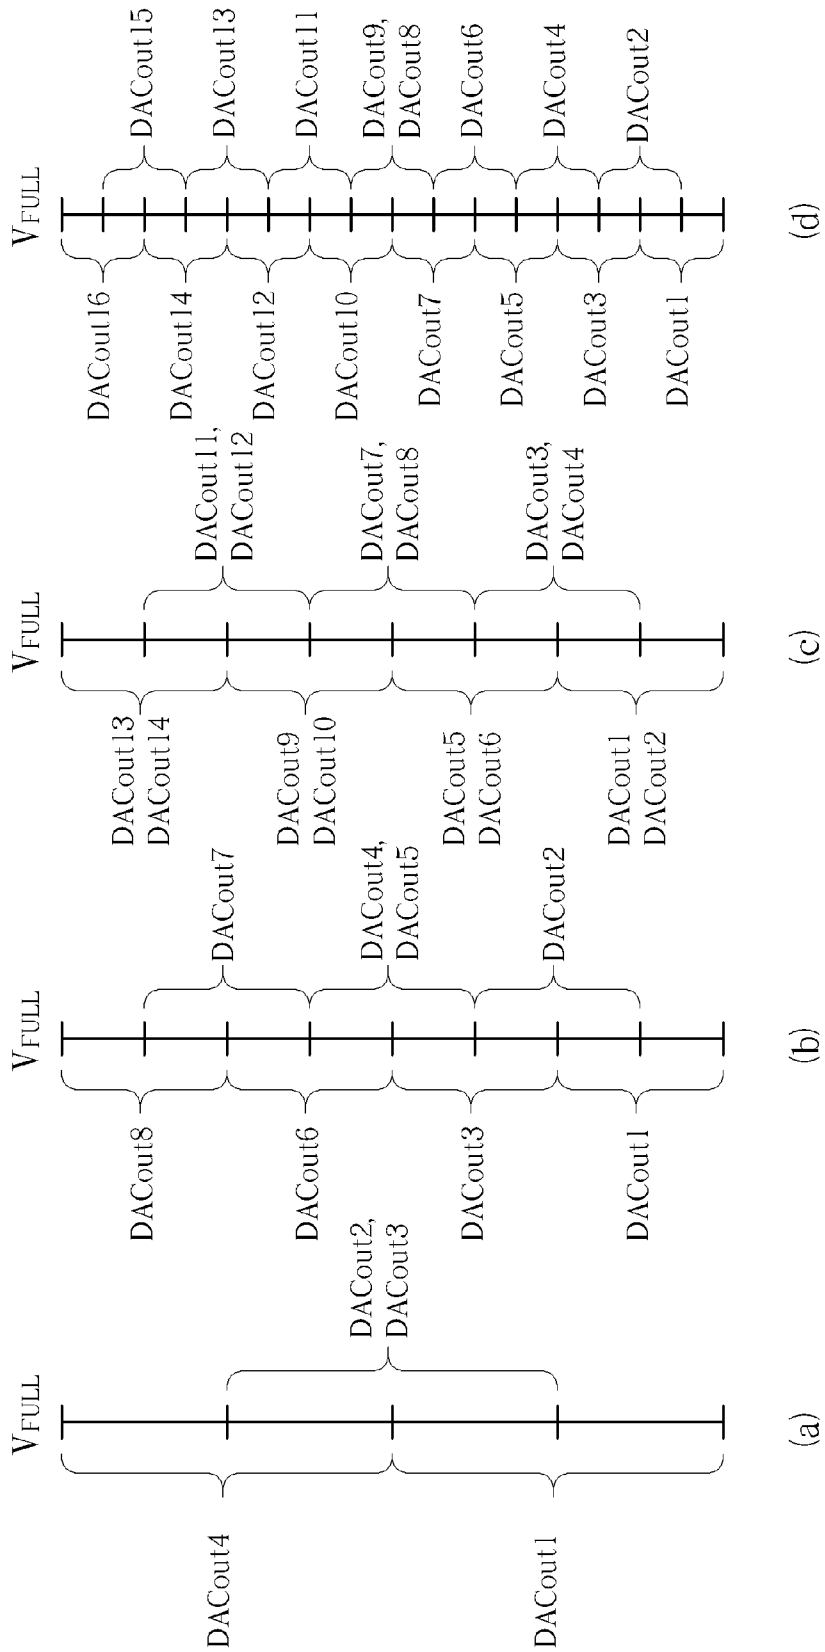 VFULL
DACout4
DACout1
DACout2,
DACout3
(a)
VFULL
DACout8
DACout6
DACout3
DACout1
DACout7
DACout4,
DACout5
DACout2
(b)
VFULL
DACout13
DACout14
DACout9
DACout10
DACout5
DACout6
DACout1
DACout2
DACout11,
DACout12
DACout7,
DACout8
DACout3,
DACout4
(c)
VFULL
DACout16
DACout14
DACout12
DACout10
DACout7
DACout5
DACout3
DACout1
DACout15
DACout13
DACout11
DACout9,
DACout8
DACout6
DACout4
DACout2
(d)